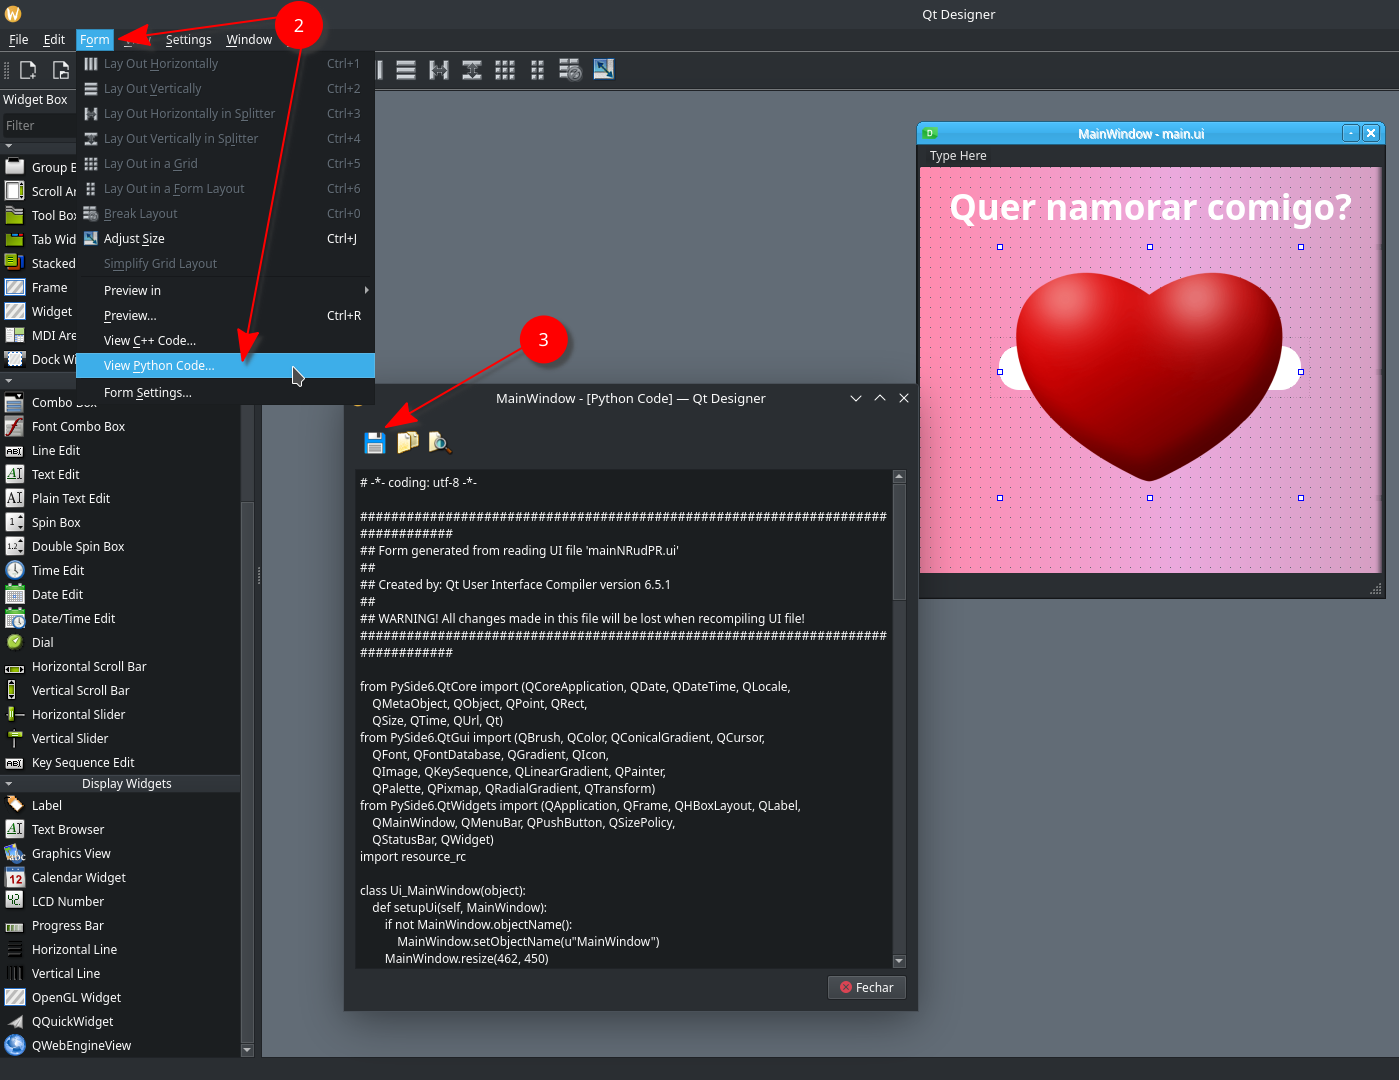 Qt Designer
File Edit Form Settings Window
2
Widget Box
Filter
Group B
Scroll Ar
Tool Box
Tab Wid
Stacked
Frame
Widget
MDI Are
Dock Wi
Lay Out Horizontally Ctrl+1
Lay Out Vertically Ctrl+2
Lay Out Horizontally in Splitter Ctrl+3
Lay Out Vertically in Splitter Ctrl+4
Lay Out in a Grid Ctrl+5
Lay Out in a Form Layout Ctrl+6
Break Layout Ctrl+0
Adjust Size Ctrl+J
Simplify Grid Layout
Preview in
Preview... Ctrl+R
View C++ Code...
View Python Code...
Form Settings...
Combo Box
Font Combo Box
Line Edit
Text Edit
Plain Text Edit
Spin Box
Double Spin Box
Time Edit
Date Edit
Date/Time Edit
Dial
Horizontal Scroll Bar
Vertical Scroll Bar
Horizontal Slider
Vertical Slider
Key Sequence Edit
Display Widgets
Label
Text Browser
Graphics View
Calendar Widget
LCD Number
Progress Bar
Horizontal Line
Vertical Line
OpenGL Widget
QQuickWidget
QWebEngineView
3
MainWindow - [Python Code] — Qt Designer
# -*- coding: utf-8 -*-
####################################################################
############
## Form generated from reading UI file 'mainNRudPR.ui'
##
## Created by: Qt User Interface Compiler version 6.5.1
##
## WARNING! All changes made in this file will be lost when recompiling UI file!
####################################################################
############
from PySide6.QtCore import (QCoreApplication, QDate, QDateTime, QLocale,
QMetaObject, QObject, QPoint, QRect,
QSize, QTime, QUrl, Qt)
from PySide6.QtGui import (QBrush, QColor, QConicalGradient, QCursor,
QFont, QFontDatabase, QGradient, QIcon,
QImage, QKeySequence, QLinearGradient, QPainter,
QPalette, QPixmap, QRadialGradient, QTransform)
from PySide6.QtWidgets import (QApplication, QFrame, QHBoxLayout, QLabel,
QMainWindow, QMenuBar, QPushButton, QSizePolicy,
QStatusBar, QWidget)
import resource_rc
class Ui_MainWindow(object):
def setupUi(self, MainWindow):
if not MainWindow.objectName():
MainWindow.setObjectName(u"MainWindow")
MainWindow.resize(462, 450)
Fechar
MainWindow - main.ui
Type Here
Quer namorar comigo?